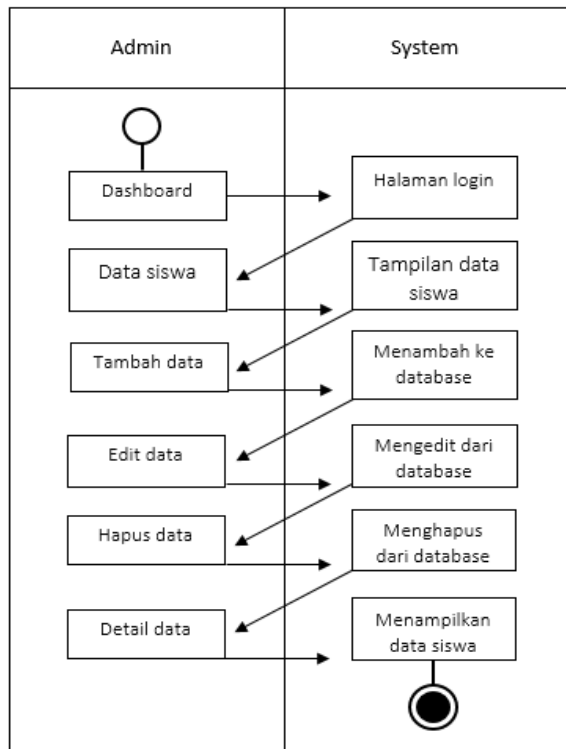 Admin
System
Dashboard
Halaman login
Data siswa
Tampilan data
siswa
Tambah data
Menambah ke
database
Edit data
Mengedit dari
database
Hapus data
Menghapus
dari database
Detail data
Menampilkan
data siswa